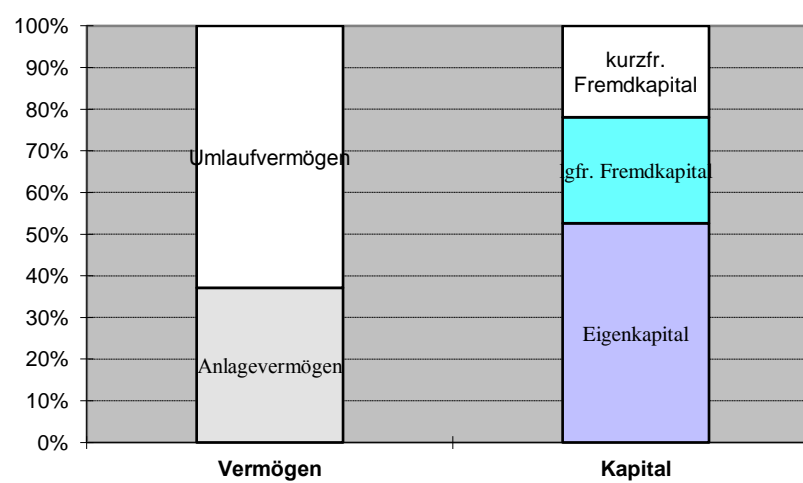 100%
90%
80%
70%
60%
50%
40%
30%
20%
10%
0%
Umlaufvermögen
Anlagevermögen
kurzfr.
Fremdkapital
lgfr. Fremdkapital
Eigenkapital
Vermögen
Kapital